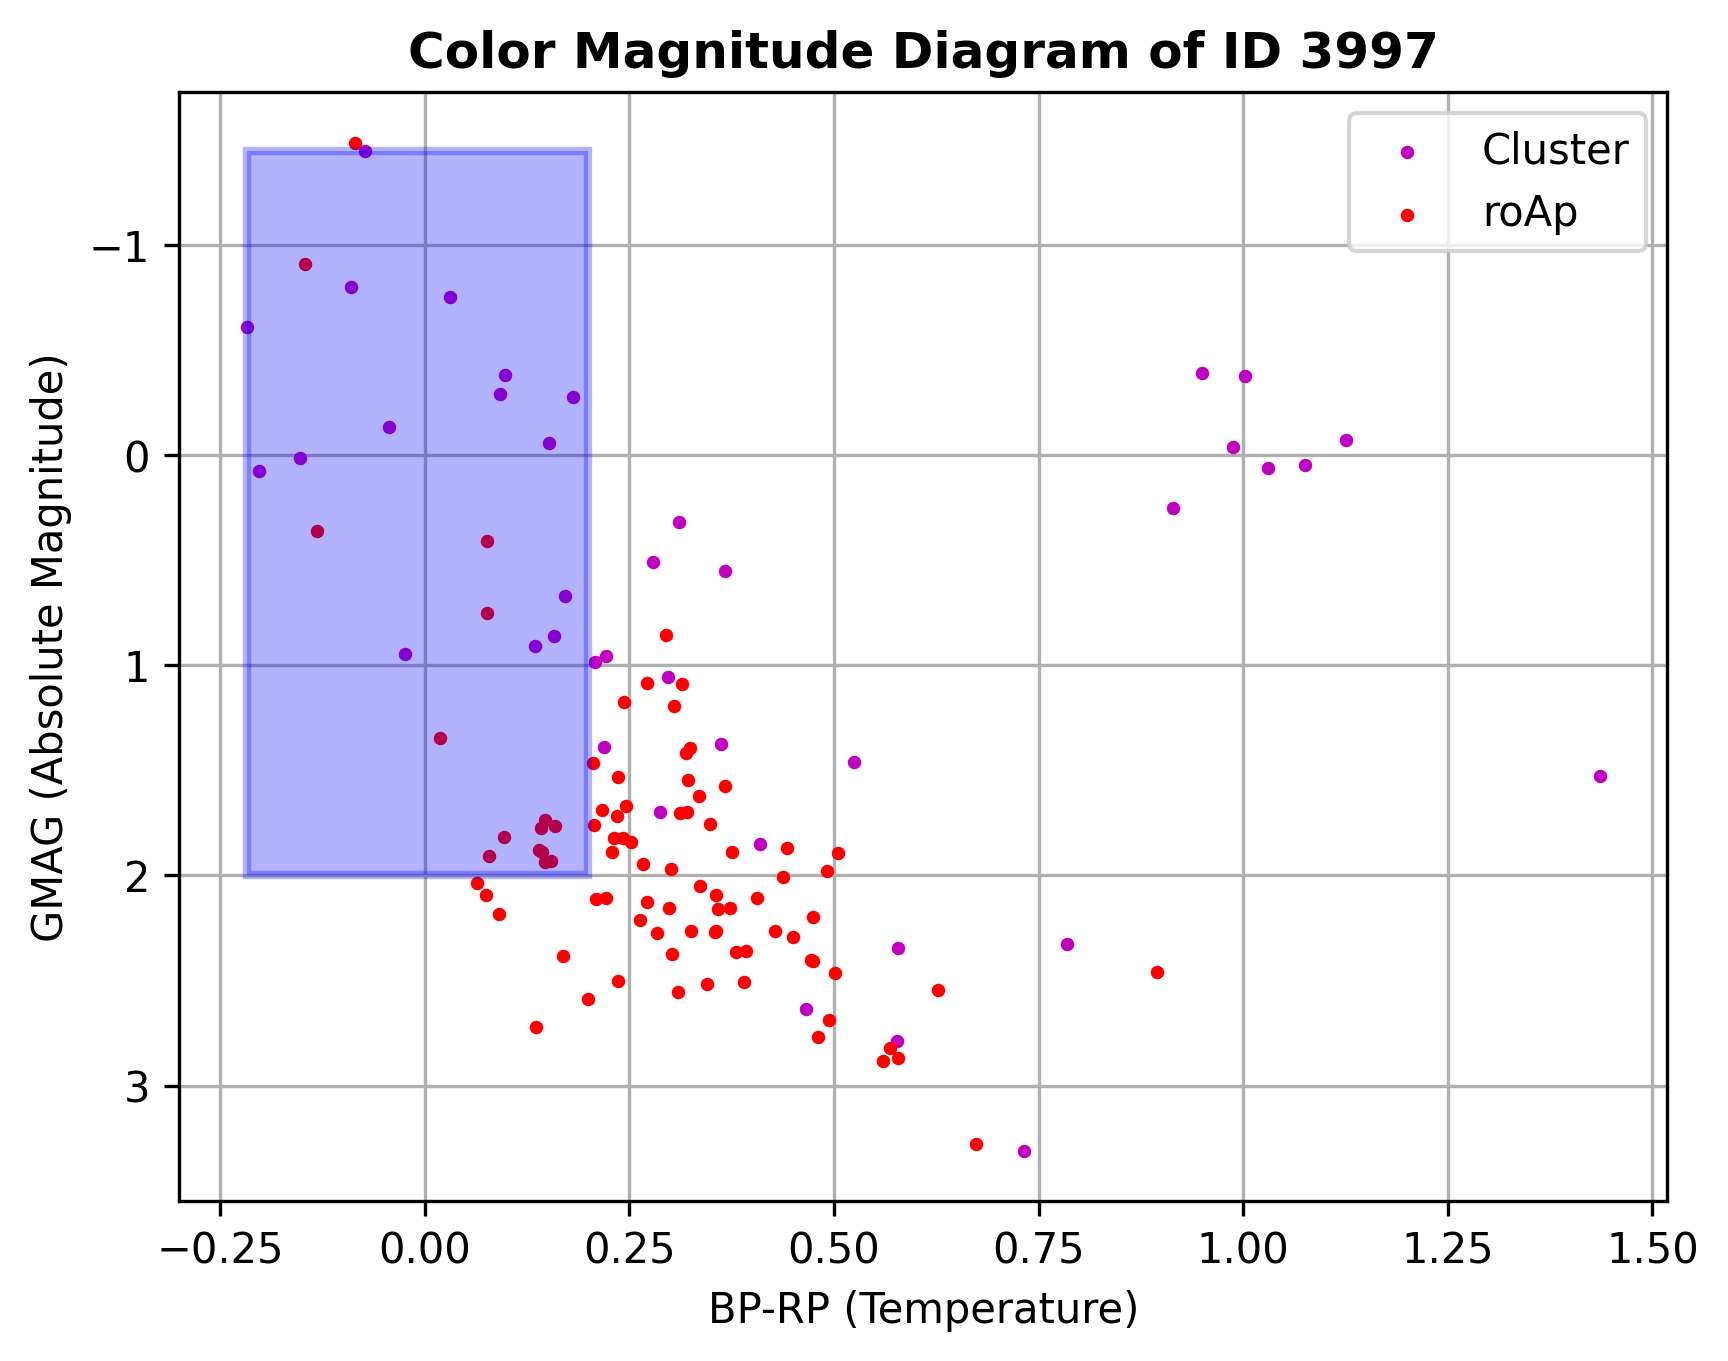 Color Magnitude Diagram of ID 3997
Cluster
roAp
−1
0
1
2
3
GMAG (Absolute Magnitude)
−0.25 0.00 0.25 0.50 0.75 1.00 1.25 1.50
BP-RP (Temperature)